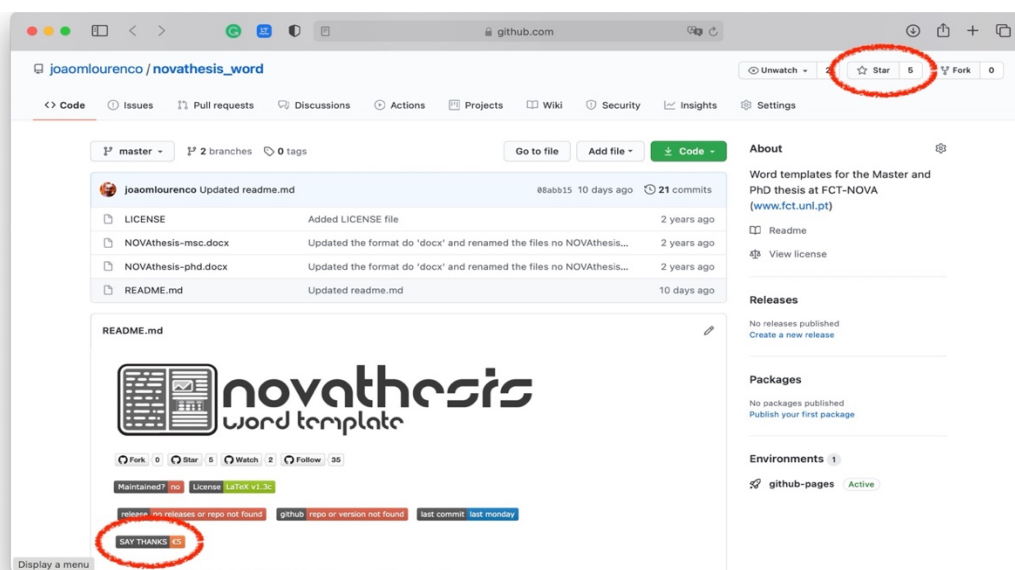 github.com
joaomlourenco / novathesis_word
Unwatch 2 Star 5 Fork 0
Code Issues Pull requests Discussions Actions Projects Wiki Security Insights Settings
master 2 branches 0 tags Go to file Add file Code
joaomlourenco Updated readme.md 08abb15 10 days ago 21 commits
LICENSE Added LICENSE file 2 years ago
NOVAthesis-msc.docx Updated the format do 'docx' and renamed the files no NOVAthesis... 2 years ago
NOVAthesis-phd.docx Updated the format do 'docx' and renamed the files no NOVAthesis... 2 years ago
README.md Updated readme.md 10 days ago
README.md
novathesis
word template
Fork 0 Star 5 Watch 2 Follow 35
Maintained? no License LaTeX v1.3c
release no releases or repo not found github repo or version not found last commit last monday
SAY THANKS €5
Display a menu
About
Word templates for the Master and
PhD thesis at FCT-NOVA
(www.fct.unl.pt)
Readme
View license
Releases
No releases published
Create a new release
Packages
No packages published
Publish your first package
Environments 1
github-pages Active